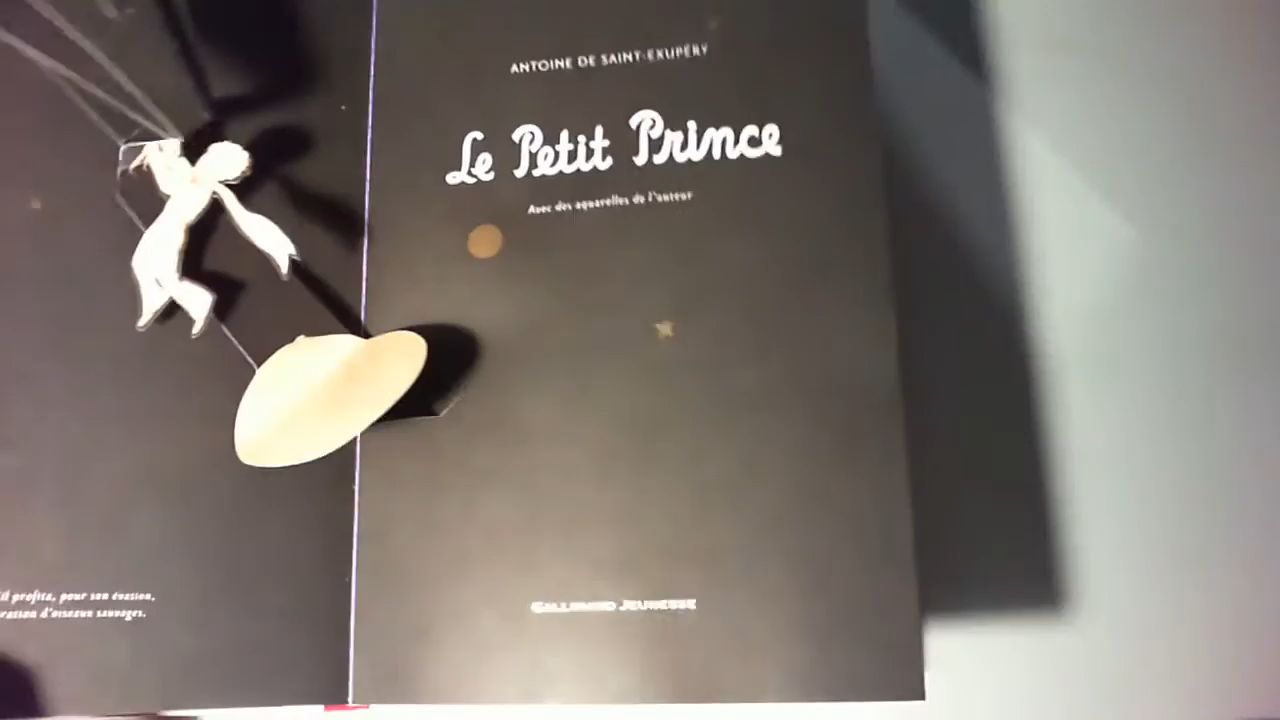 ANTOINE DE SAINT-EXUPÉRY
Le Petit Prince
Avec des aquarelles de l'auteur
GALLIMARD JEUNESSE
il profita, pour son évasion,
d'oiseaux sauvages.